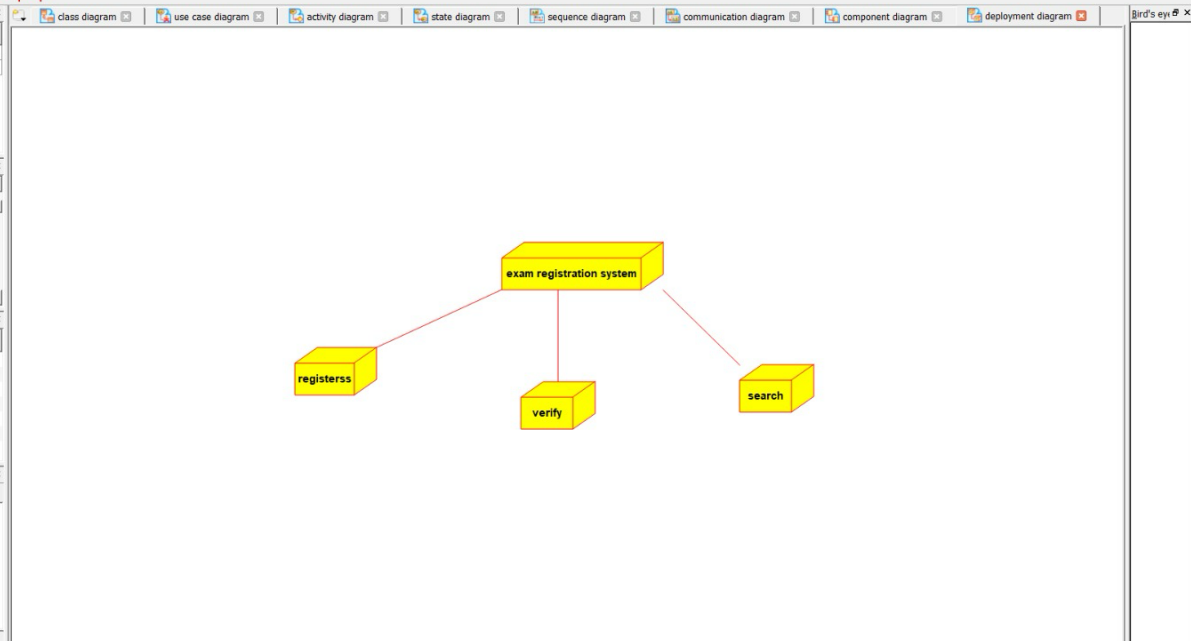 class diagram
use case diagram
activity diagram
state diagram
sequence diagram
communication diagram
component diagram
deployment diagram
Bird's eye
exam registration system
registerss
verify
search